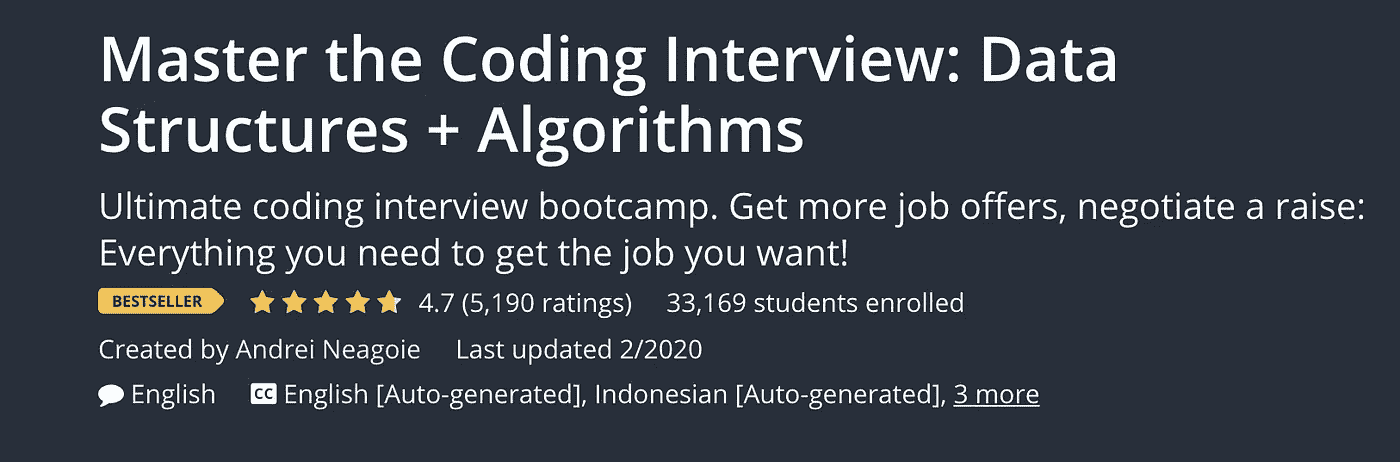 Master the Coding Interview: Data
Structures + Algorithms
Ultimate coding interview bootcamp. Get more job offers, negotiate a raise:
Everything you need to get the job you want!
BESTSELLER 4.7 (5,190 ratings) 33,169 students enrolled
Created by Andrei Neagoie Last updated 2/2020
English CC English [Auto-generated], Indonesian [Auto-generated], 3 more